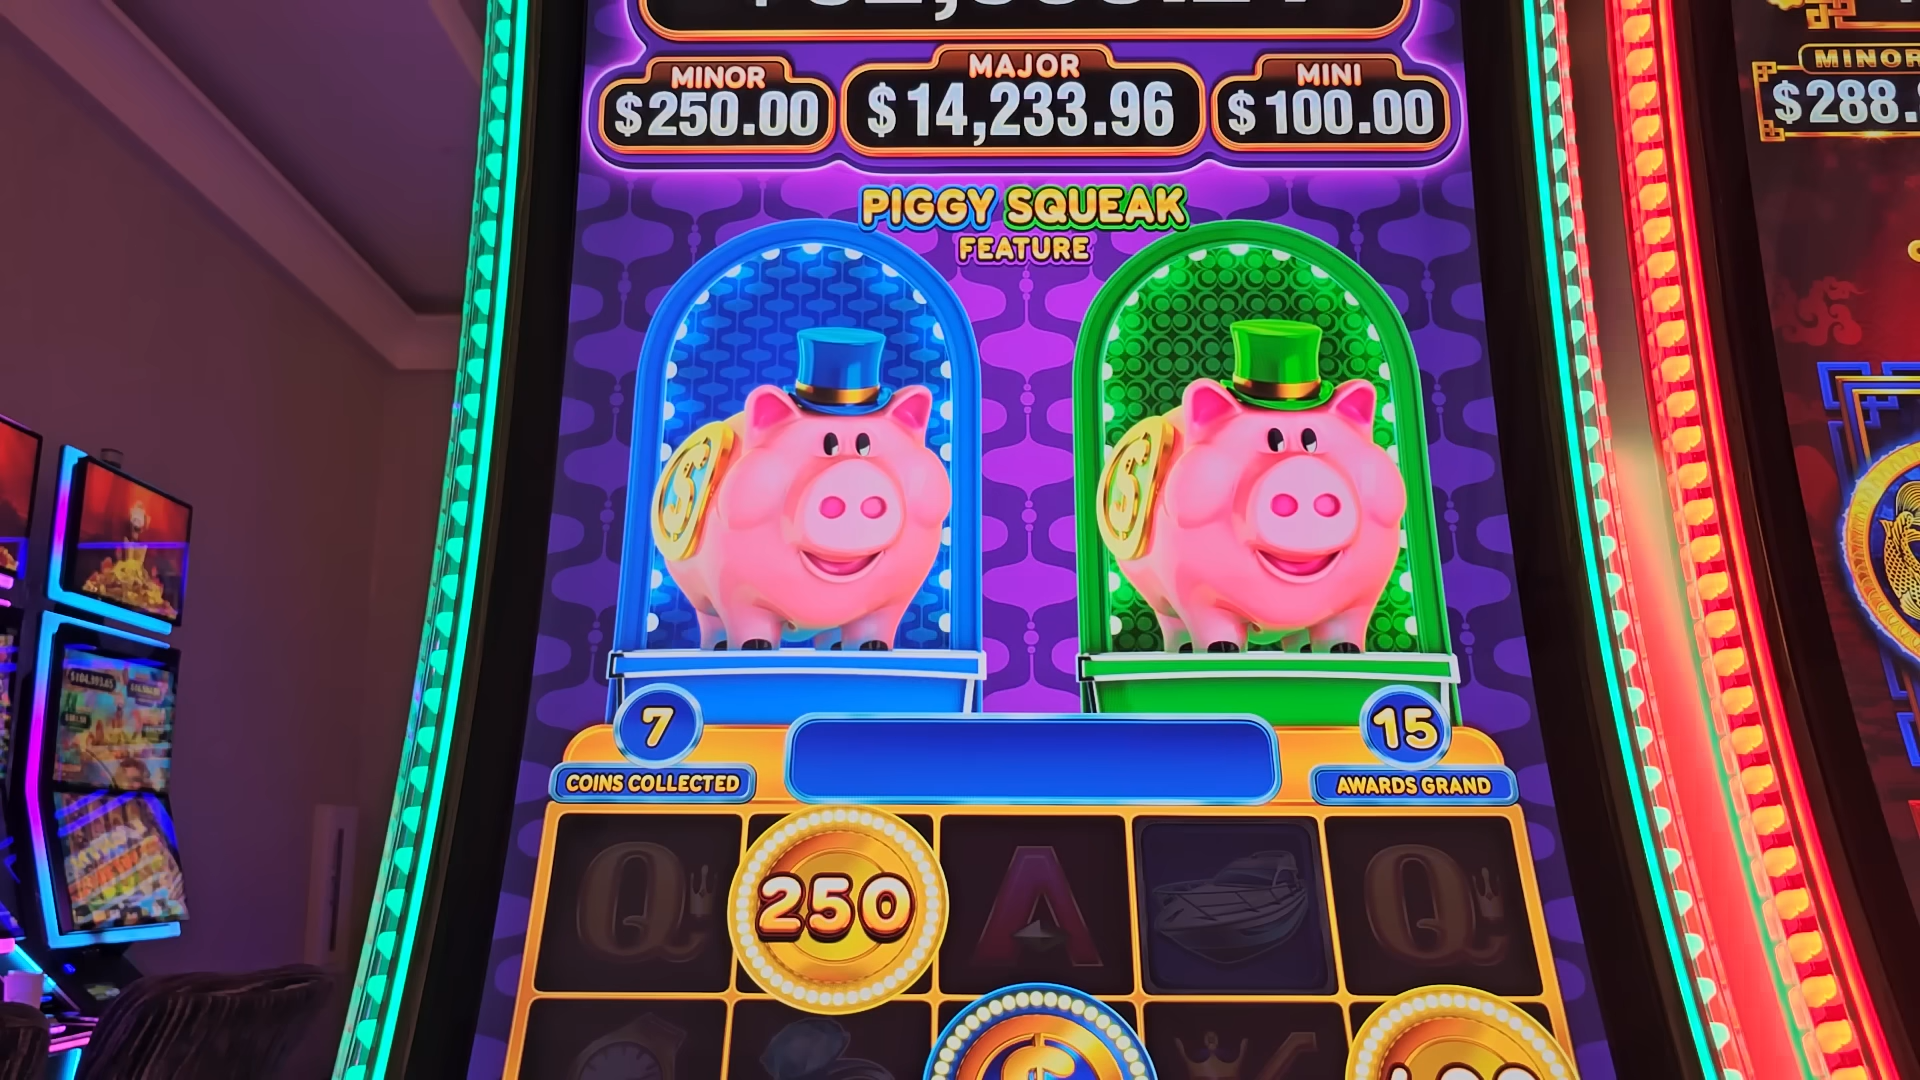 MINOR
$250.00
MAJOR
$14,233.96
MINI
$100.00
MINOR
$288.
PIGGY SQUEAK
FEATURE
7
COINS COLLECTED
15
AWARDS GRAND
Q
250
A
Q
$